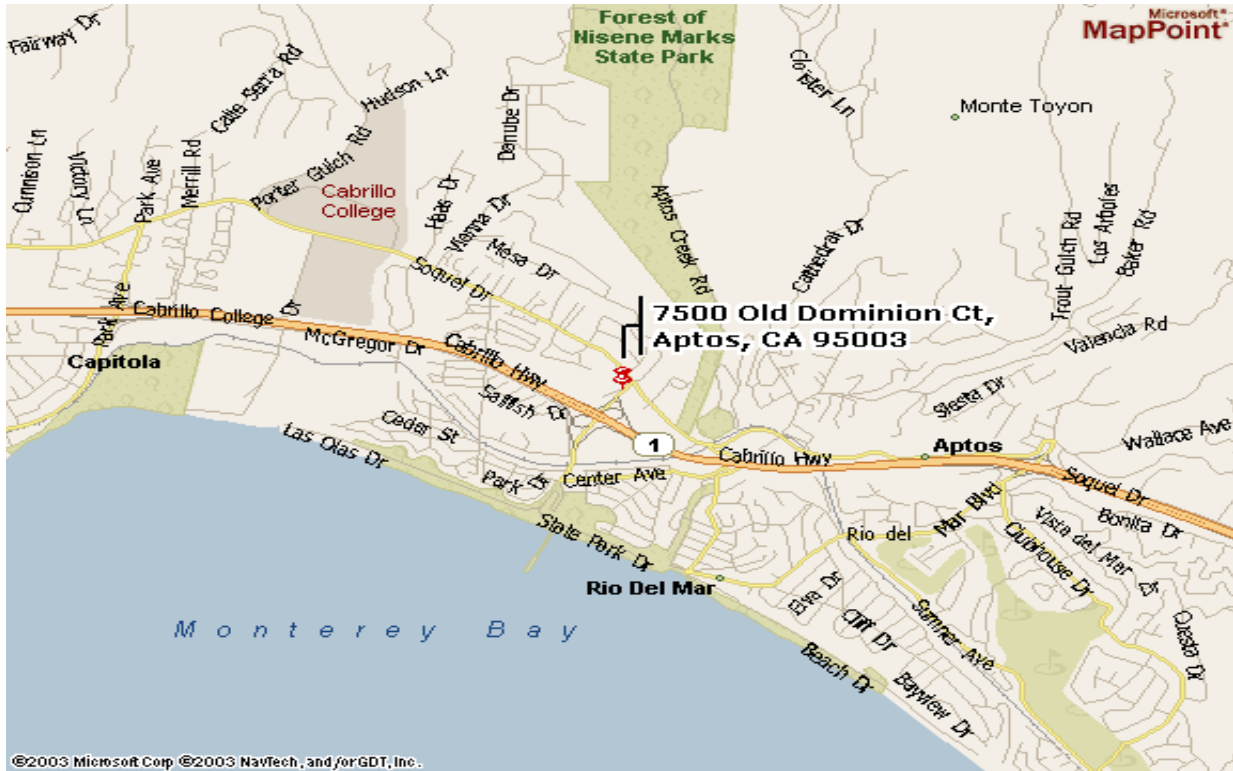 Microsoft®
MapPoint®
Forest of
Nisene Marks
State Park
Fairway Dr
Calle Serra Rd
Hudson Ln
Danube Dr
Cloister Ln
Monte Toyon
Victory Ln
Park Ave
Merrill Rd
Porter Gulch Rd
Cabrillo
College
Haas Dr
Vienna Dr
Mesa Dr
Aptos Creek Rd
Cathedral Dr
Trout Gulch Rd
Los Arboles
Baker Rd
Soquel Dr
7500 Old Dominion Ct,
Aptos, CA 95003
Park Ave
Cabrillo College Dr
McGregor Dr
Cabrillo Hwy
Valencia Rd
Capitola
Sailfish Dr
Siesta Dr
Cedar St
Las Olas Dr
1
Cabrillo Hwy
Aptos
Wallace Ave
Park Dr
Center Ave
Soquel Dr
State Park Dr
Rio del
Mar Blvd
Bonita Dr
Vista del Mar Dr
Clubhouse Dr
Rio Del Mar
Elva Dr
Cliff Dr
Sumner Ave
Cuesta Dr
Monterey Bay
Beach Dr
Bayview Dr
©2003 Microsoft Corp ©2003 NavTech, and/or GDT, Inc.